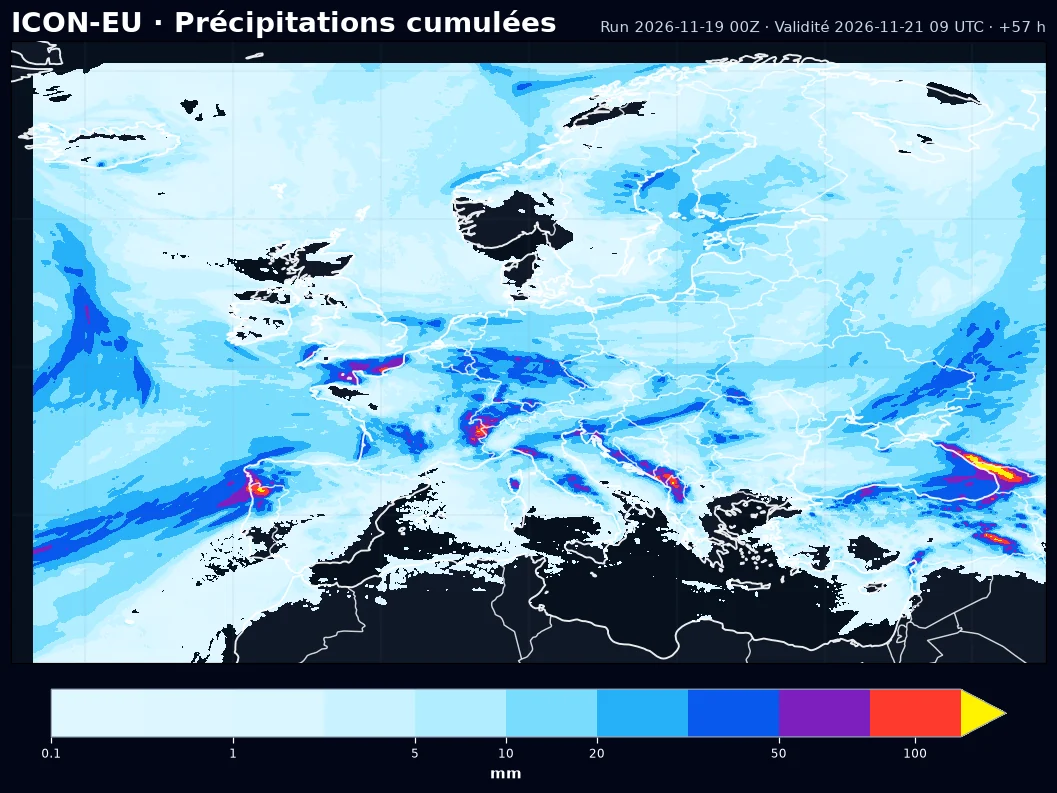 ICON-EU · Précipitations cumulées
Run 2026-11-19 00Z · Validité 2026-11-21 09 UTC · +57 h
0.1 1 5 10 20 50 100
mm